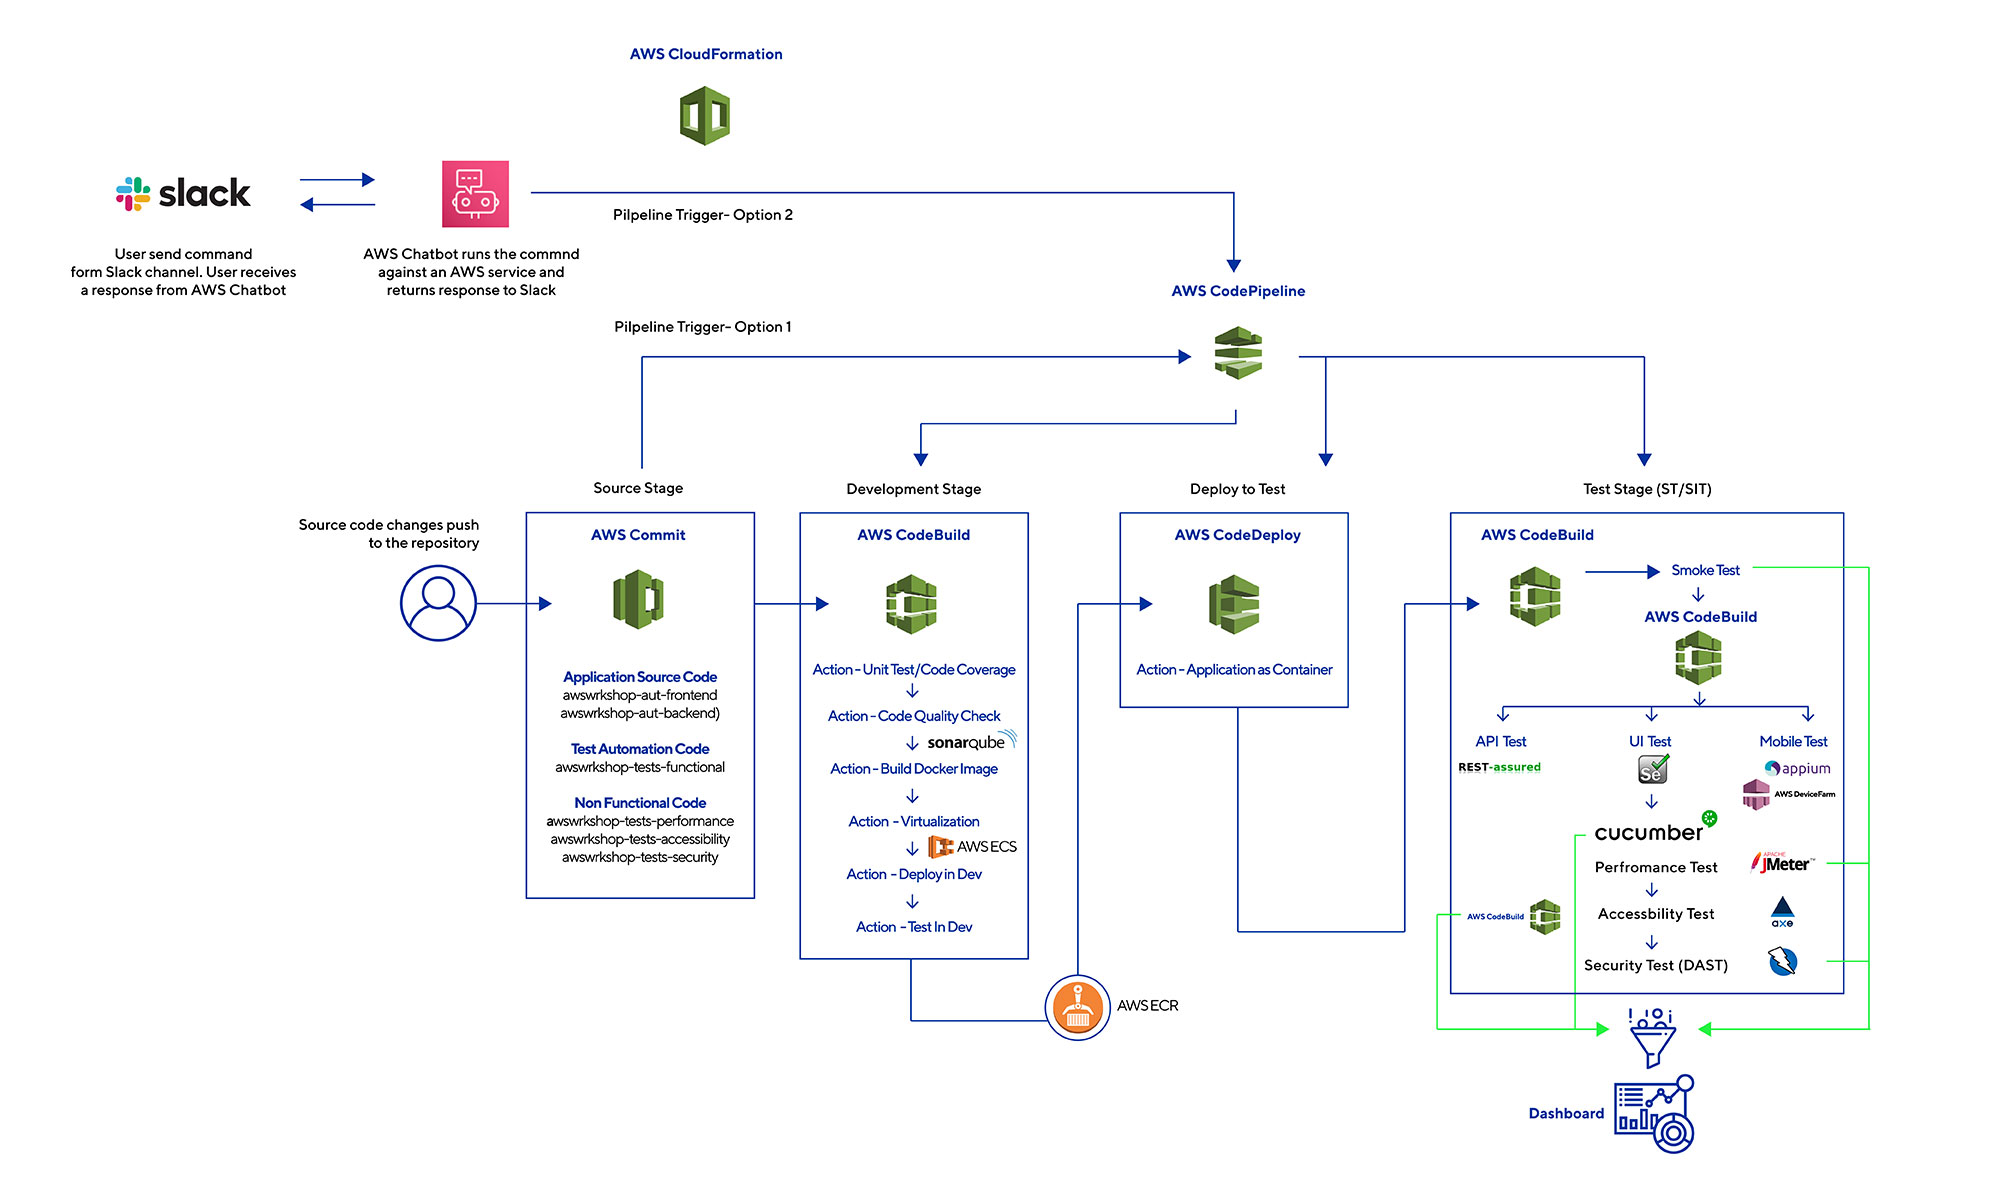 AWS CloudFormation
slack
User send command
form Slack channel. User receives
a response from AWS Chatbot
AWS Chatbot runs the commnd
against an AWS service and
returns response to Slack
Pilpeline Trigger- Option 2
AWS CodePipeline
Pilpeline Trigger- Option 1
Source Stage
Development Stage
Deploy to Test
Test Stage (ST/SIT)
Source code changes push
to the repository
AWS Commit
Application Source Code
awswrkshop-aut-frontend
awswrkshop-aut-backend)
Test Automation Code
awswrkshop-tests-functional
Non Functional Code
awswrkshop-tests-performance
awswrkshop-tests-accessibility
awswrkshop-tests-security
AWS CodeBuild
Action - Unit Test/Code Coverage
Action - Code Quality Check
sonarqube
Action - Build Docker Image
Action - Virtualization
AWS ECS
Action - Deploy in Dev
Action - Test In Dev
AWS ECR
AWS CodeDeploy
Action - Application as Container
AWS CodeBuild
Smoke Test
AWS CodeBuild
API Test
REST-assured
UI Test
Se
Mobile Test
appium
AWS DeviceFarm
cucumber
Perfromance Test
APACHE
JMeter™
AWS CodeBuild
Accessbility Test
axe
Security Test (DAST)
Dashboard